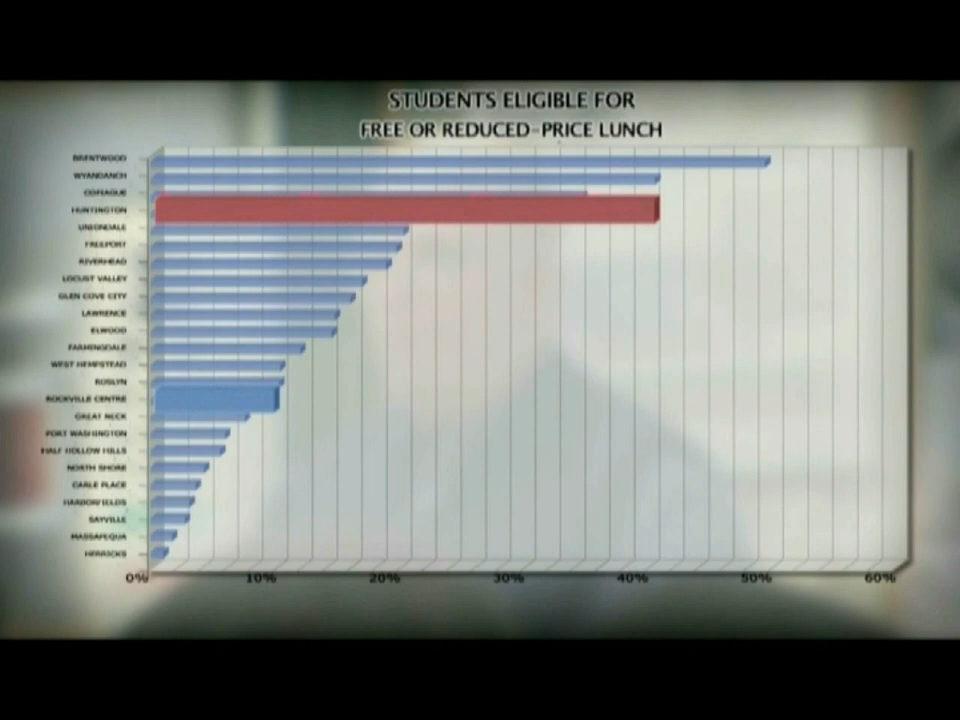 STUDENTS ELIGIBLE FOR
FREE OR REDUCED-PRICE LUNCH
BRENTWOOD
WYANDANCH
COPIAGUE
HUNTINGTON
UNIONDALE
FREEPORT
RIVERHEAD
LOCUST VALLEY
GLEN COVE CITY
LAWRENCE
ELWOOD
FARMINGDALE
WEST HEMPSTEAD
ROSLYN
ROCKVILLE CENTRE
GREAT NECK
PORT WASHINGTON
HALF HOLLOW HILLS
NORTH SHORE
CARLE PLACE
HARBORFIELDS
SAYVILLE
MASSAPEQUA
HERRICKS
0% 10% 20% 30% 40% 50% 60%